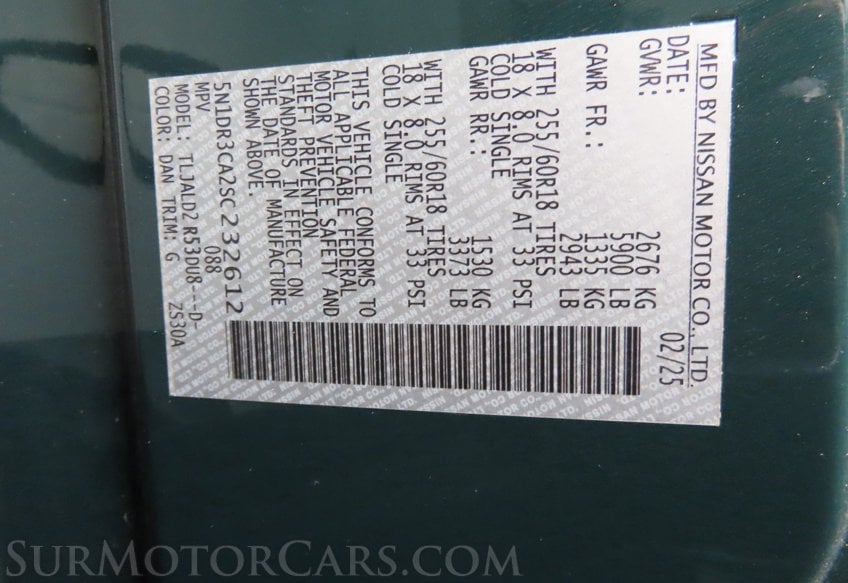 MFD BY NISSAN MOTOR CO., LTD.
DATE: 02/25
GVWR: 2676 KG
5900 LB
GAWR FR.: 1335 KG
2943 LB
WITH 255/60R18 TIRES
18 X 8.0 RIMS AT 33 PSI
COLD SINGLE
GAWR RR.: 1530 KG
3373 LB
WITH 255/60R18 TIRES
18 X 8.0 RIMS AT 33 PSI
COLD SINGLE
THIS VEHICLE CONFORMS TO
ALL APPLICABLE FEDERAL
MOTOR VEHICLE SAFETY AND
THEFT PREVENTION
STANDARDS IN EFFECT ON
THE DATE OF MANUFACTURE
SHOWN ABOVE.
5N1DR3CA2SC232612
MPV 088
MODEL: TLJALD2 R53DU8---D-
COLOR: DAN TRIM: G ZS30A
SurMotorCars.com